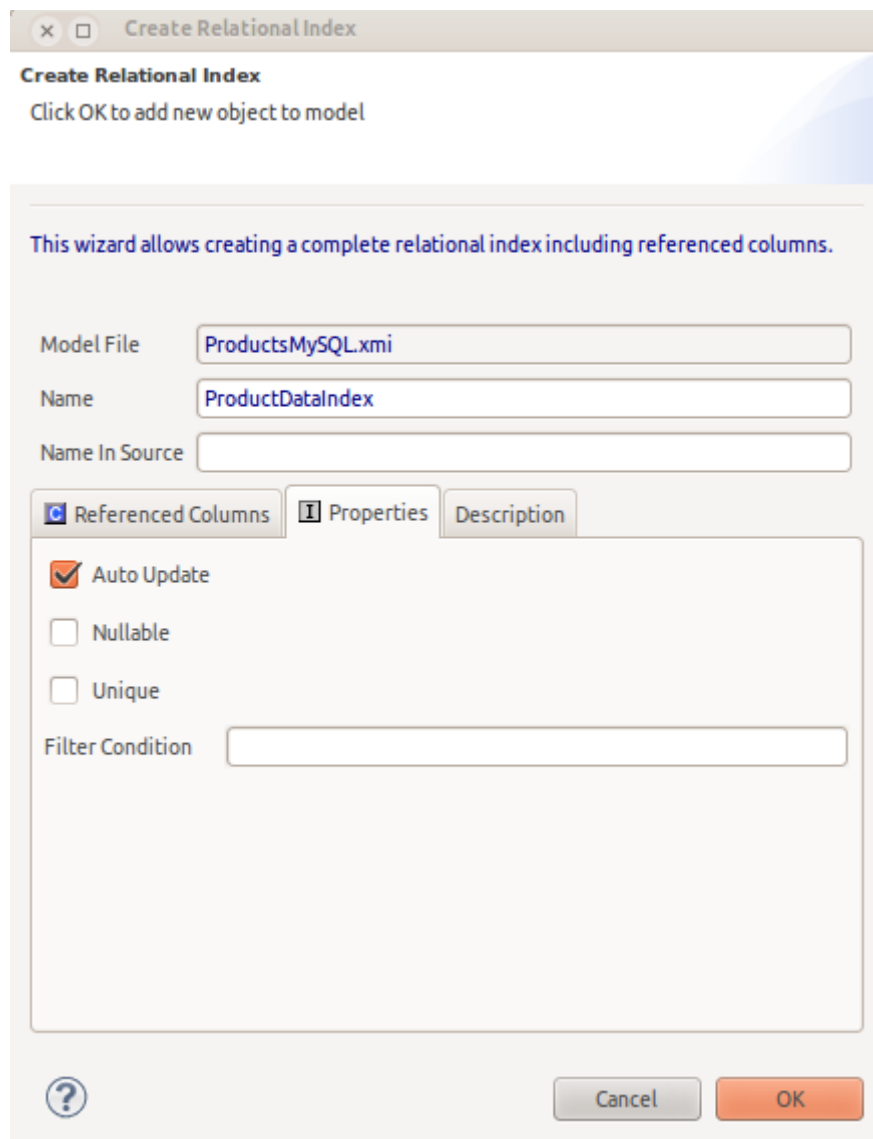 Create Relational Index
Create Relational Index
Click OK to add new object to model
This wizard allows creating a complete relational index including referenced columns.
Model File ProductsMySQL.xmi
Name ProductDataIndex
Name In Source
C Referenced Columns I Properties Description
Auto Update
Nullable
Unique
Filter Condition
? Cancel OK